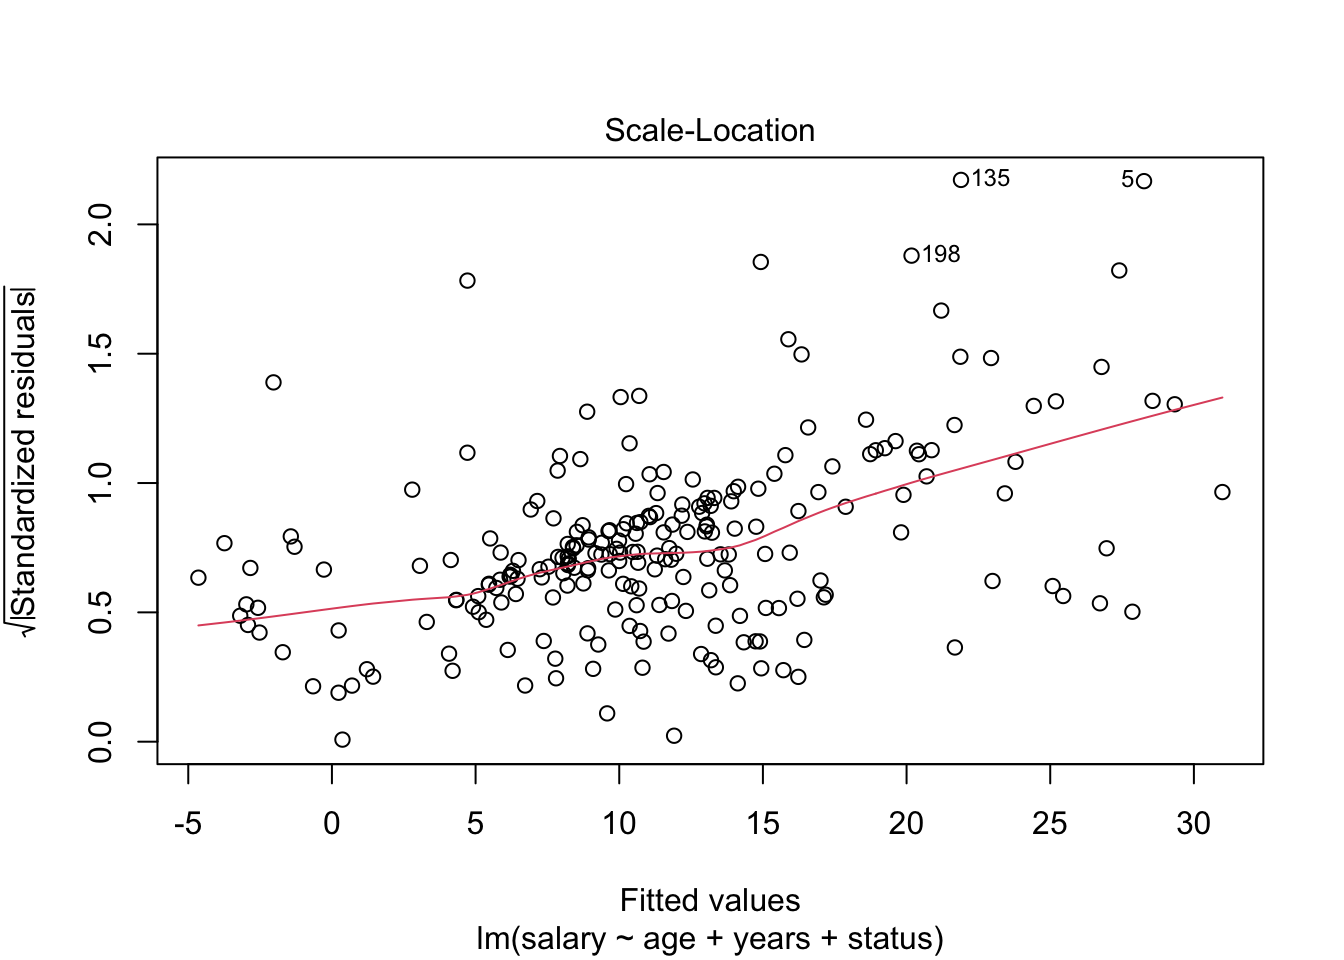 Scale-Location
√|Standardized residuals|
2.0
1.5
1.0
0.5
0.0
135
5
198
-5 0 5 10 15 20 25 30
Fitted values
lm(salary ~ age + years + status)